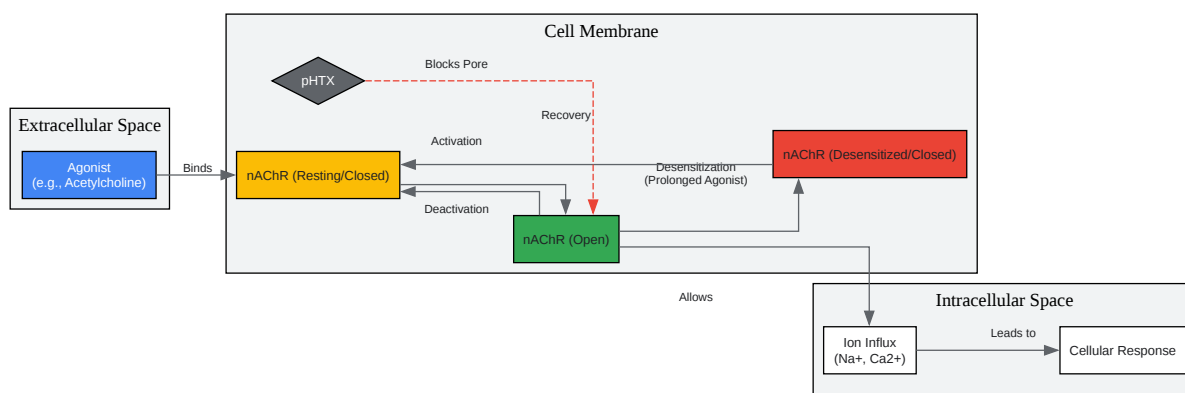 Cell Membrane
pHTX
Blocks Pore
Extracellular Space
Recovery
Activation
nAChR (Desensitized/Closed)
Agonist
(e.g., Acetylcholine)
Binds
nAChR (Resting/Closed)
Desensitization
(Prolonged Agonist)
Deactivation
nAChR (Open)
Allows
Intracellular Space
Ion Influx
(Na+, Ca2+)
Leads to
Cellular Response